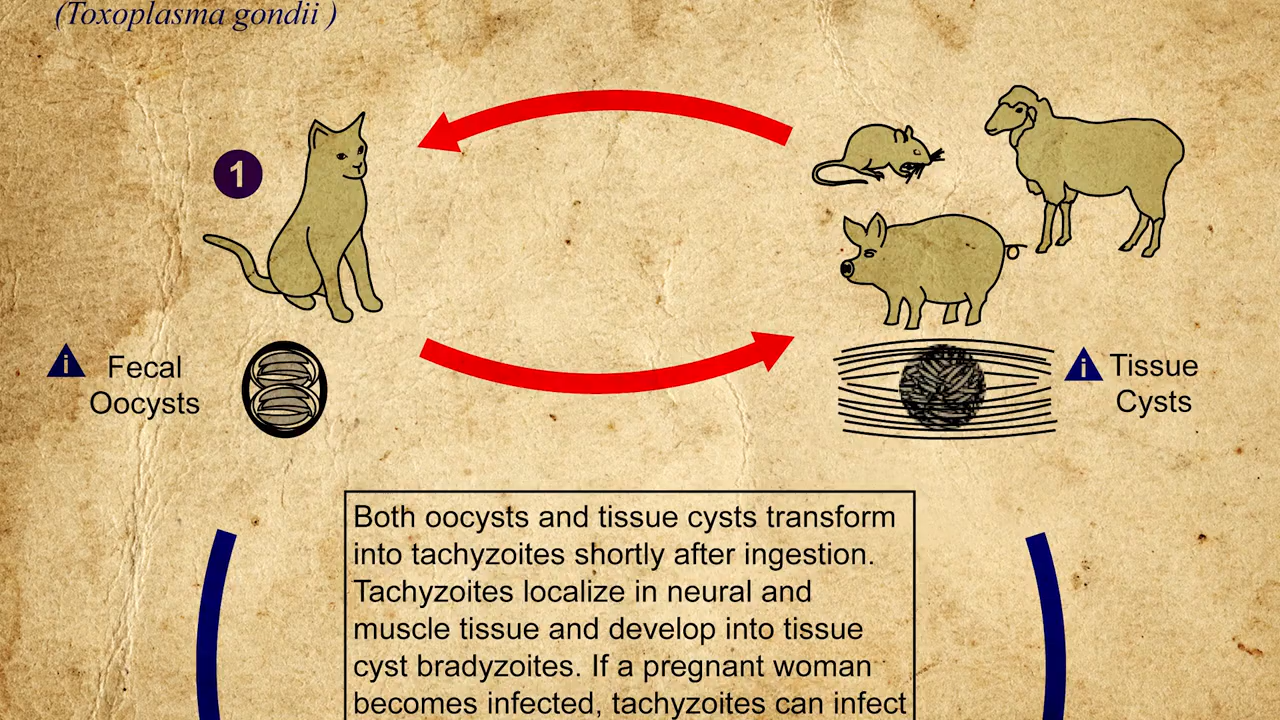 (Toxoplasma gondii )
1
i Fecal
Oocysts
i Tissue
Cysts
Both oocysts and tissue cysts transform
into tachyzoites shortly after ingestion.
Tachyzoites localize in neural and
muscle tissue and develop into tissue
cyst bradyzoites. If a pregnant woman
becomes infected, tachyzoites can infect